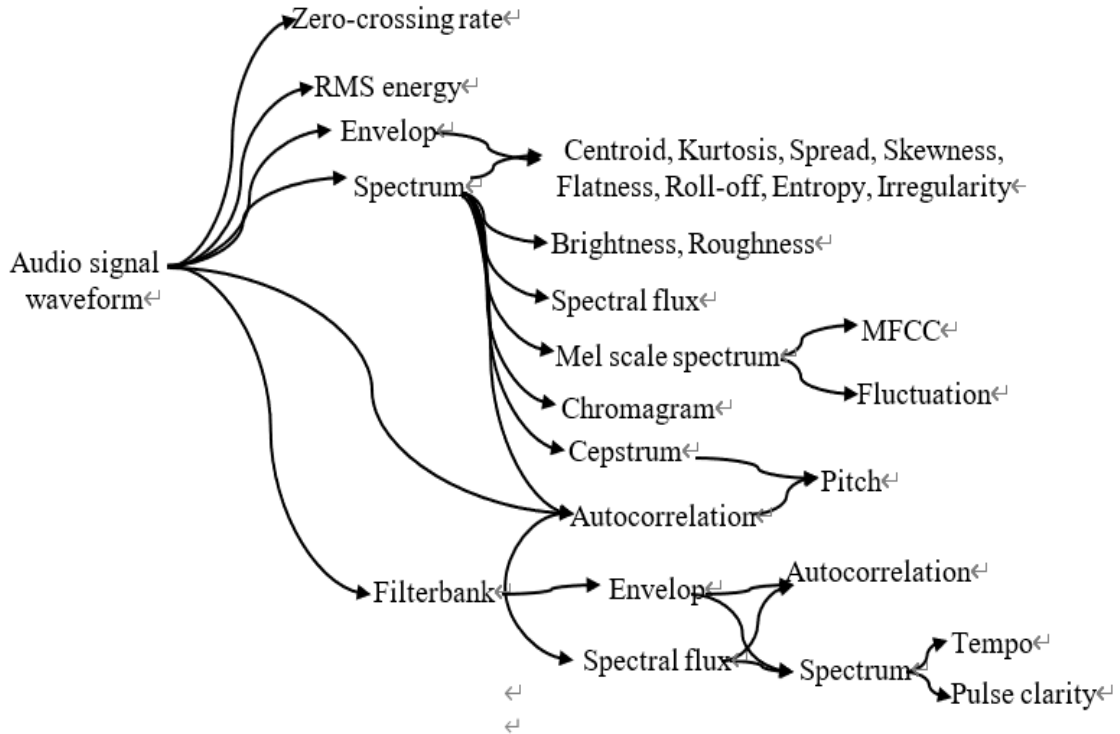 Zero-crossing rate
RMS energy
Envelop
Centroid, Kurtosis, Spread, Skewness,
Flatness, Roll-off, Entropy, Irregularity
Spectrum
Brightness, Roughness
Audio signal
waveform
Spectral flux
Mel scale spectrum
MFCC
Fluctuation
Chromagram
Cepstrum
Pitch
Autocorrelation
Filterbank
Envelop
Autocorrelation
Spectral flux
Spectrum
Tempo
Pulse clarity